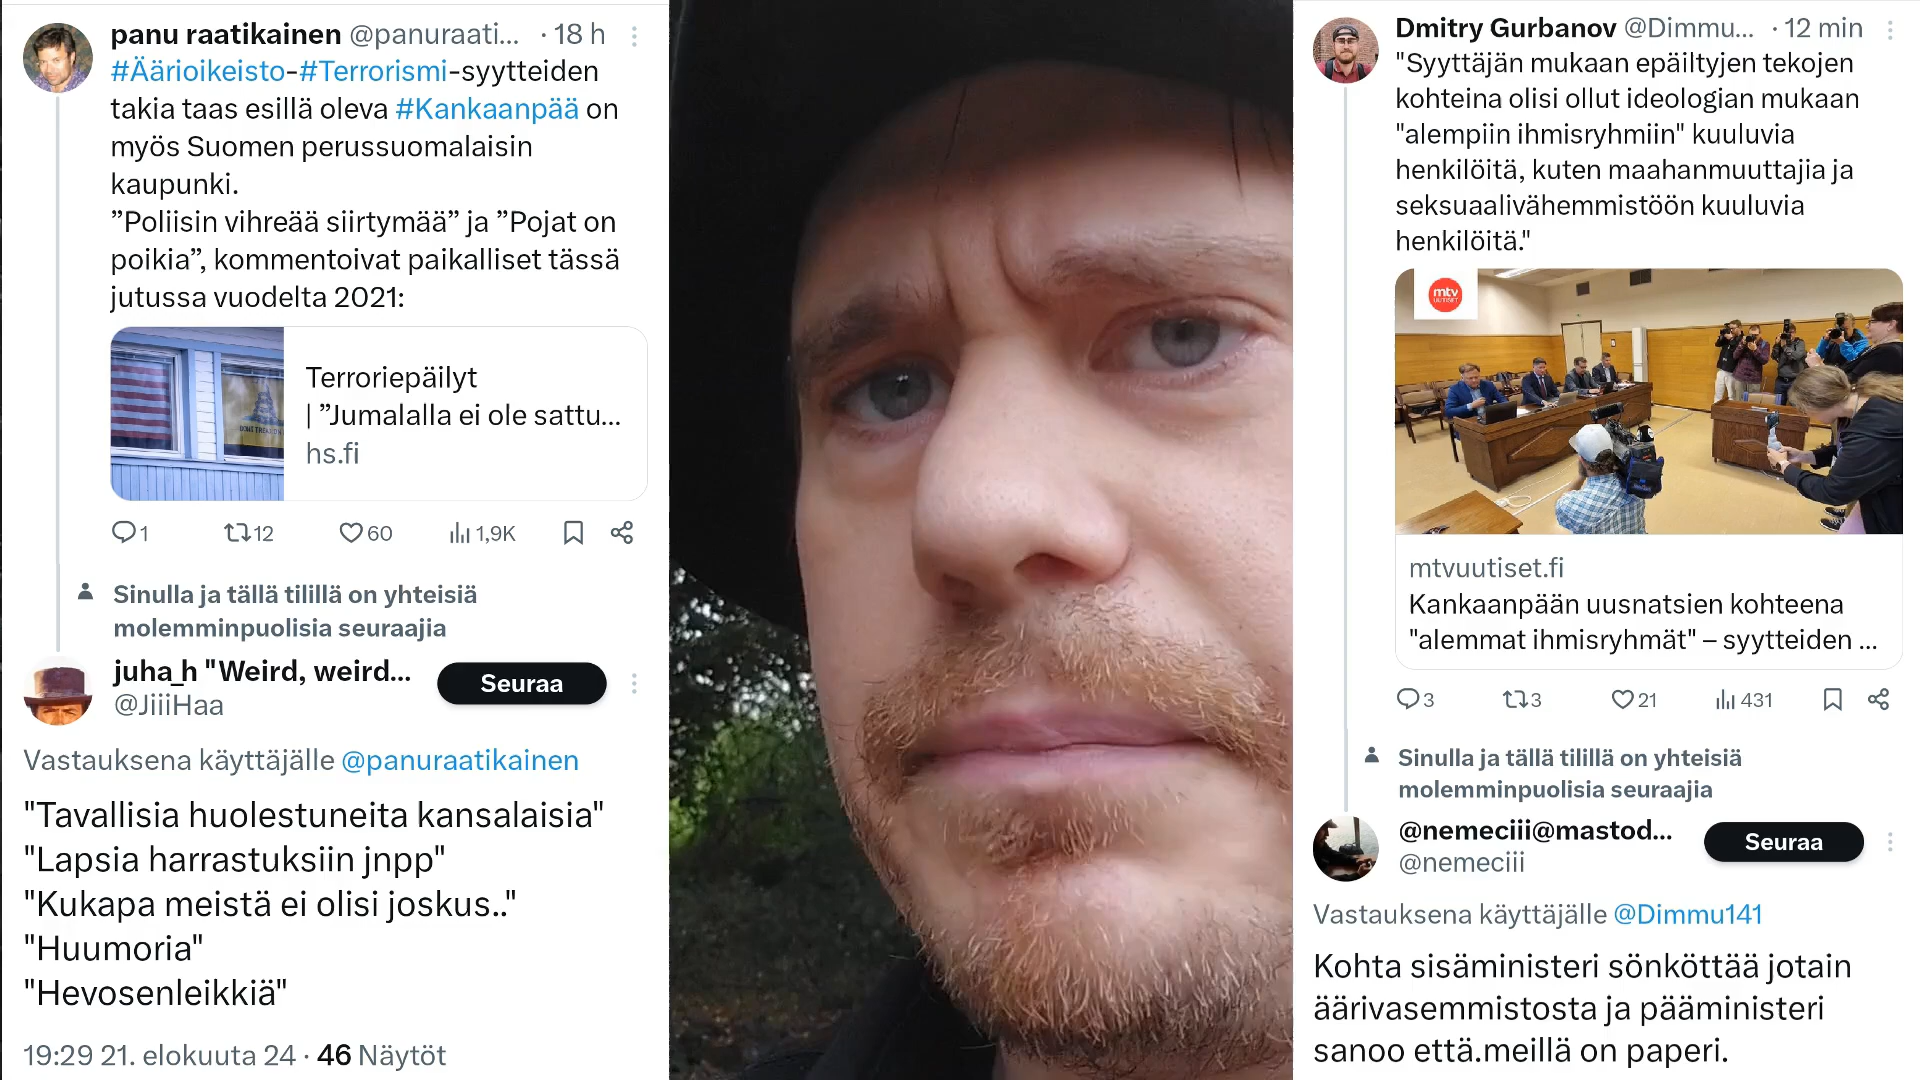 panu raatikainen @panuraati... · 18 h
#Äärioikeisto-#Terrorismi-syytteiden
takia taas esillä oleva #Kankaanpää on
myös Suomen perussuomalaisin
kaupunki.
”Poliisin vihreää siirtymää” ja ”Pojat on
poikia”, kommentoivat paikalliset tässä
jutussa vuodelta 2021:
Terroriepäilyt
| ”Jumalalla ei ole sattu...
hs.fi
1 12 60 1,9K
Sinulla ja tällä tilillä on yhteisiä
molemminpuolisia seuraajia
juha_h "Weird, weird...
@JiiiHaa
Seuraa
Vastauksena käyttäjälle @panuraatikainen
"Tavallisia huolestuneita kansalaisia"
"Lapsia harrastuksiin jnpp"
"Kukapa meistä ei olisi joskus.."
"Huumoria"
"Hevosenleikkiä"
19:29 21. elokuuta 24 · 46 Näytöt
Dmitry Gurbanov @Dimmu... · 12 min
"Syyttäjän mukaan epäiltyjen tekojen
kohteina olisi ollut ideologian mukaan
"alempiin ihmisryhmiin" kuuluvia
henkilöitä, kuten maahanmuuttajia ja
seksuaalivähemmistöön kuuluvia
henkilöitä."
mtv
UUTISET
mtvuutiset.fi
Kankaanpään uusnatsien kohteena
"alemmat ihmisryhmät" – syytteiden ...
3 3 21 431
Sinulla ja tällä tilillä on yhteisiä
molemminpuolisia seuraajia
@nemeciii@mastod...
@nemeciii
Seuraa
Vastauksena käyttäjälle @Dimmu141
Kohta sisäministeri sönköttää jotain
äärivasemmistosta ja pääministeri
sanoo että.meillä on paperi.